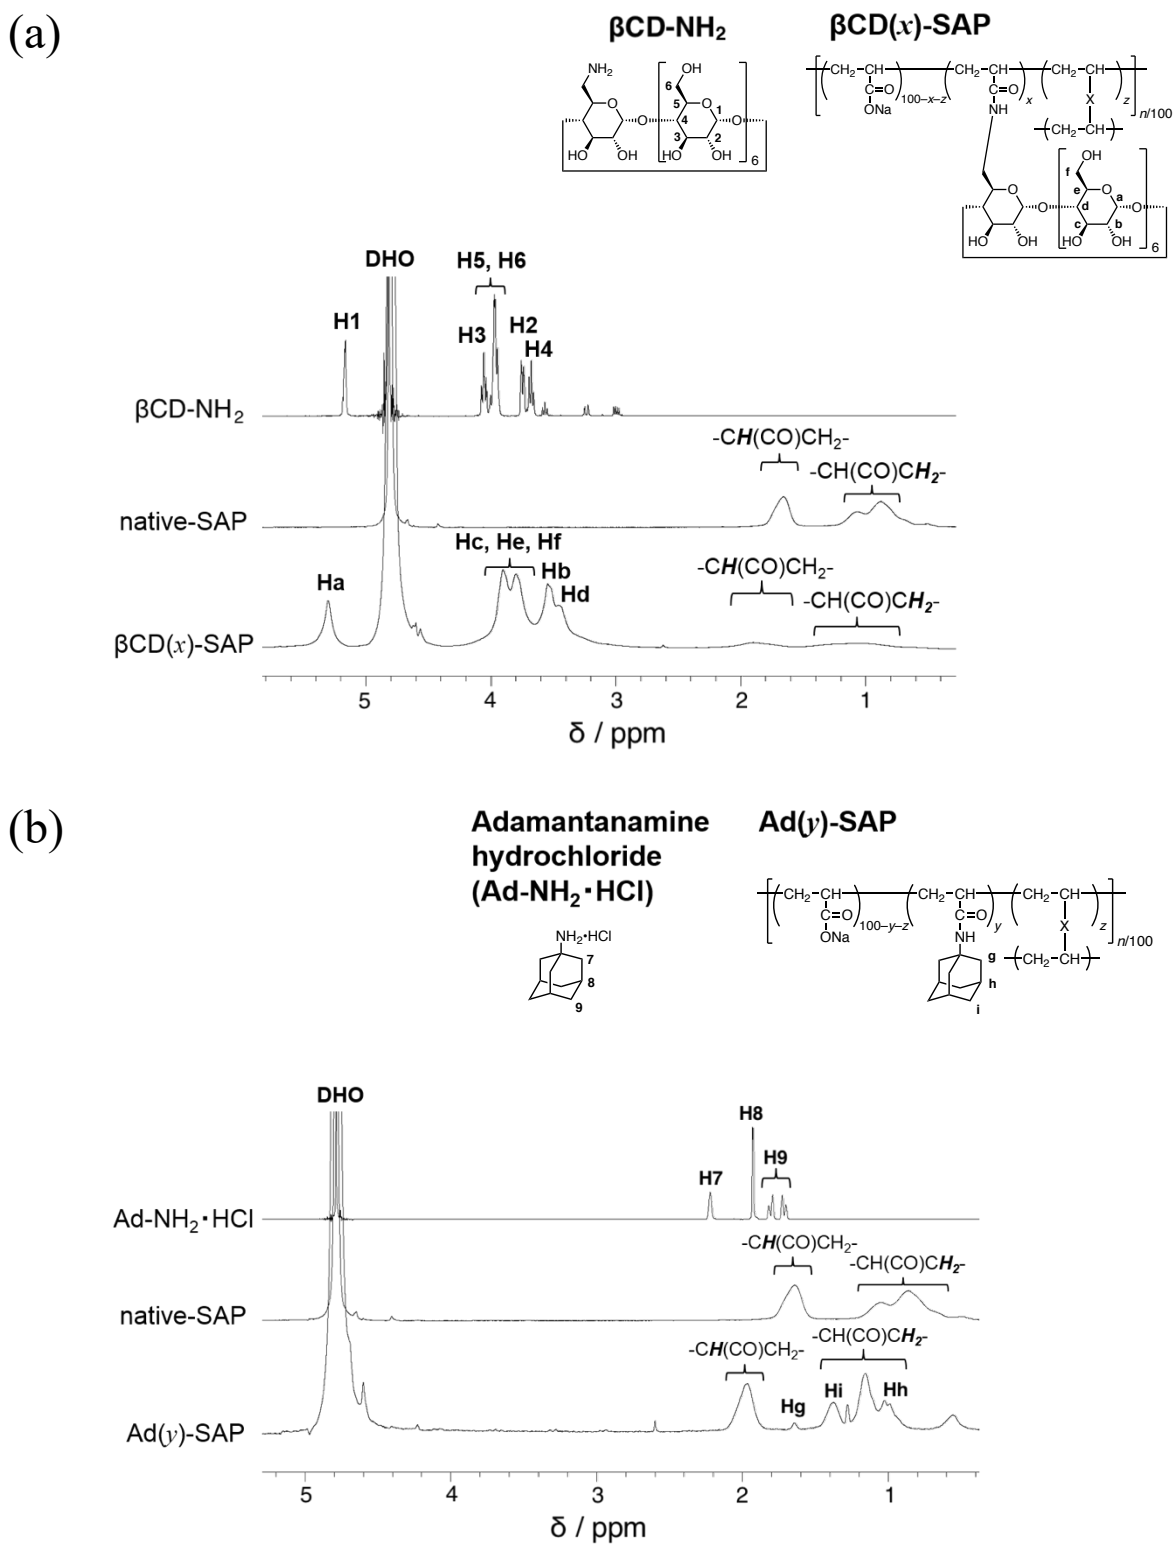 (a)
βCD-NH₂
βCD(x)-SAP
NH₂
OH
6
5
4
O
1
O
O
3
2
HO
OH
HO
OH
6
CH₂–CH
C=O
ONa
100–x–z
CH₂–CH
C=O
NH
x
CH₂–CH
X
z
n/100
CH₂–CH
OH
f
e
d
O
a
O
O
c
b
HO
OH
HO
OH
6
DHO
H5, H6
H1
H3
H2
H4
βCD-NH₂
-CH(CO)CH₂-
-CH(CO)CH₂-
native-SAP
Hc, He, Hf
Ha
Hb
Hd
-CH(CO)CH₂-
-CH(CO)CH₂-
βCD(x)-SAP
5 4 3 2 1
δ / ppm
(b)
Adamantanamine
hydrochloride
(Ad-NH₂·HCl)
Ad(y)-SAP
NH₂•HCl
7
8
9
CH₂–CH
C=O
ONa
100–y–z
CH₂–CH
C=O
NH
y
CH₂–CH
X
z
n/100
CH₂–CH
g
h
i
DHO
H8
H9
H7
Ad-NH₂·HCl
-CH(CO)CH₂-
-CH(CO)CH₂-
native-SAP
-CH(CO)CH₂-
-CH(CO)CH₂-
Hg
Hi
Hh
Ad(y)-SAP
5 4 3 2 1
δ / ppm